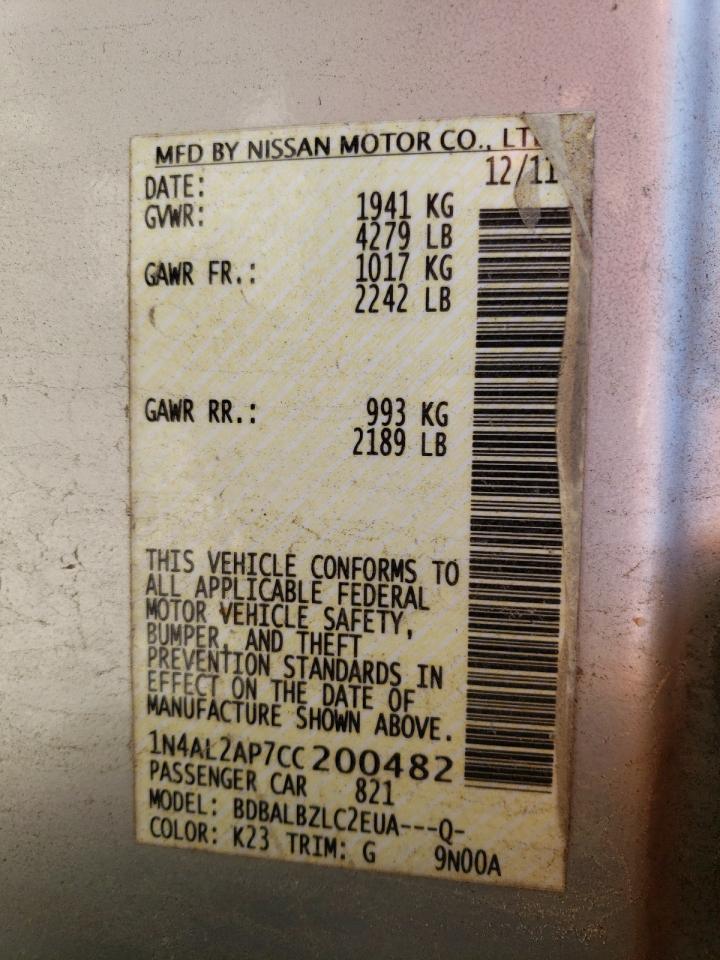 MFD BY NISSAN MOTOR CO., LT
DATE: 12/11
GVWR: 1941 KG
4279 LB
GAWR FR.: 1017 KG
2242 LB
GAWR RR.: 993 KG
2189 LB
THIS VEHICLE CONFORMS TO
ALL APPLICABLE FEDERAL
MOTOR VEHICLE SAFETY,
BUMPER, AND THEFT
PREVENTION STANDARDS IN
EFFECT ON THE DATE OF
MANUFACTURE SHOWN ABOVE.
1N4AL2AP7CC200482
PASSENGER CAR 821
MODEL: BDBALBZLC2EUA---Q-
COLOR: K23 TRIM: G 9N00A